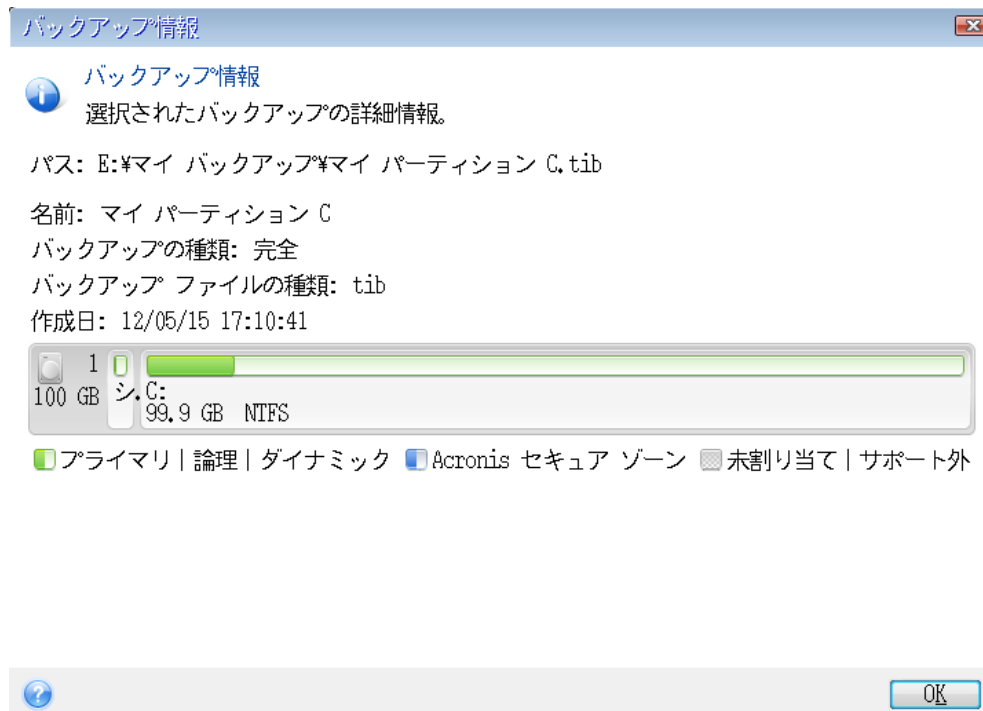 バックアップ情報
バックアップ情報
選択されたバックアップの詳細情報。
パス: E:¥マイ バックアップ¥マイ パーティション C.tib
名前: マイ パーティション C
バックアップの種類: 完全
バックアップ ファイルの種類: tib
作成日: 12/05/15 17:10:41
1
100 GB
シ.
C:
99.9 GB NTFS
プライマリ | 論理 | ダイナミック Acronis セキュア ゾーン 未割り当て | サポート外
OK